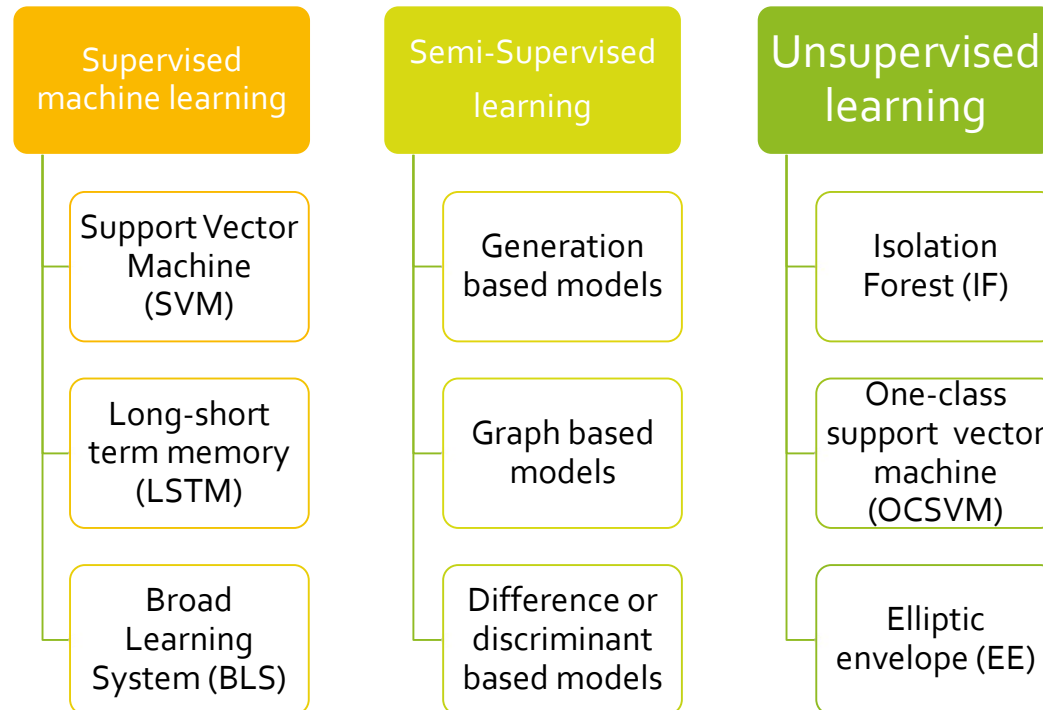 Supervised
machine learning
Support Vector
Machine
(SVM)
Long-short
term memory
(LSTM)
Broad
Learning
System (BLS)
Semi-Supervised
learning
Generation
based models
Graph based
models
Difference or
discriminant
based models
Unsupervised
learning
Isolation
Forest (IF)
One-class
support vector
machine
(OCSVM)
Elliptic
envelope (EE)